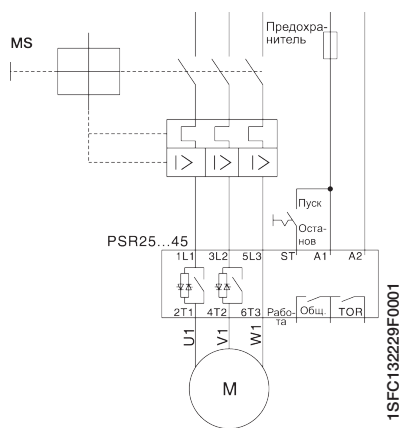 MS
Предохра-
нитель
Пуск
Оста-
нов
PSR25...45
1L1 3L2 5L3 ST A1 A2
2T1 4T2 6T3 Рабо-
та
Общ. TOR
U1 V1 W1
M
1SFC132229F0001